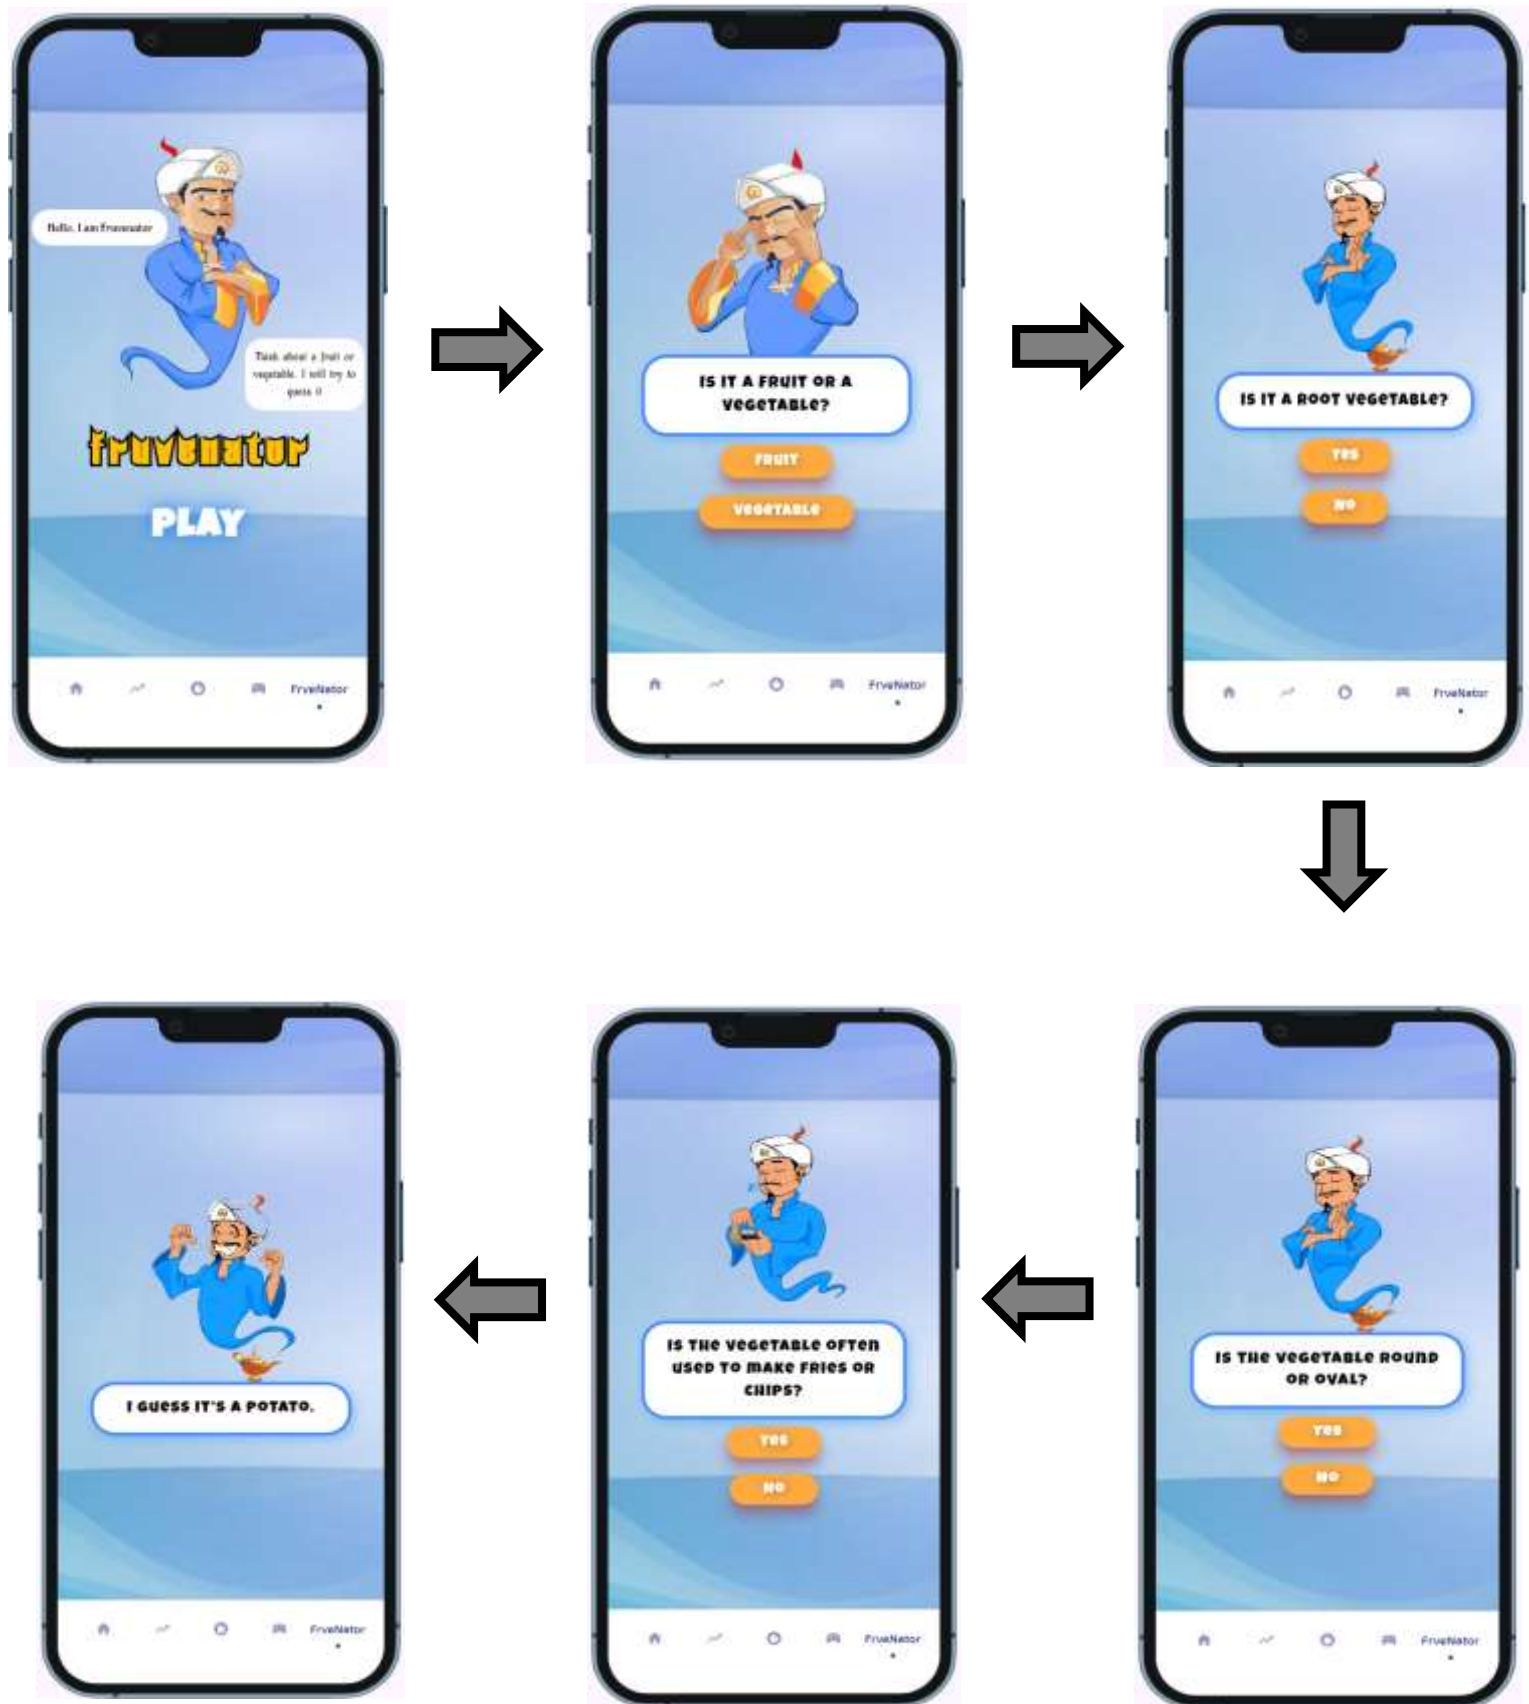 Hello, I am Fruvenator
Think about a fruit or
vegetable. I will try to
guess it
fruvenator
PLAY
FrveNator
IS IT A FRUIT OR A
VEGETABLE?
FRUIT
VEGETABLE
FrveNator
IS IT A ROOT VEGETABLE?
YES
NO
FrveNator
IS THE VEGETABLE ROUND
OR OVAL?
YES
NO
FrveNator
IS THE VEGETABLE OFTEN
USED TO MAKE FRIES OR
CHIPS?
YES
NO
FrveNator
I GUESS IT'S A POTATO.
FrveNator